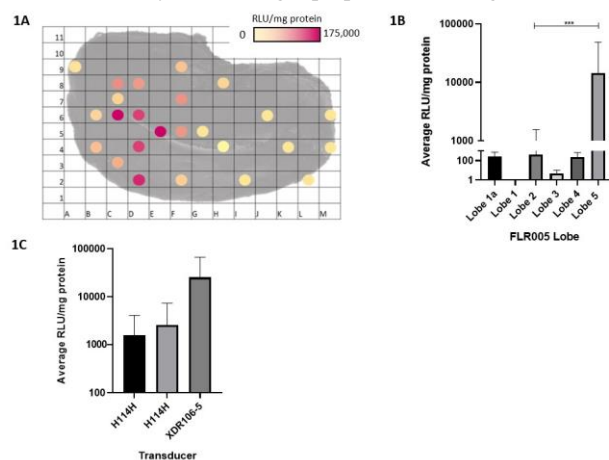 1A
RLU/mg protein
0
175,000
11
10
9
8
7
6
5
4
3
2
1
A B C D E F G H I J K L M
1B
Average RLU/mg protein
100000
10000
1000
100
1
***
Lobe 1a
Lobe 1
Lobe 2
Lobe 3
Lobe 4
Lobe 5
FLR005 Lobe
1C
Average RLU/mg protein
100000
10000
1000
100
H114H
H114H
XDR106-5
Transducer